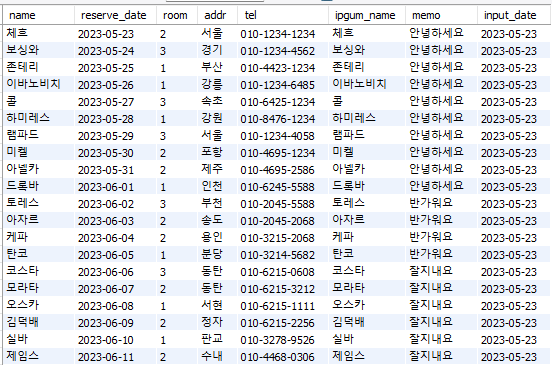 name reserve_date room addr tel ipgum_name memo input_date
체흐 2023-05-23 2 서울 010-1234-1234 체흐 안녕하세요 2023-05-23
보싱와 2023-05-24 3 경기 010-1234-4562 보싱와 안녕하세요 2023-05-23
존테리 2023-05-25 1 부산 010-4423-1234 존테리 안녕하세요 2023-05-23
이바노비치 2023-05-26 1 강릉 010-1234-6485 이바노비치 안녕하세요 2023-05-23
콜 2023-05-27 3 속초 010-6425-1234 콜 안녕하세요 2023-05-23
하미레스 2023-05-28 1 강원 010-8476-1234 하미레스 안녕하세요 2023-05-23
램파드 2023-05-29 3 서울 010-1234-4058 램파드 안녕하세요 2023-05-23
미켈 2023-05-30 2 포항 010-4695-1234 미켈 안녕하세요 2023-05-23
아넬카 2023-05-31 2 제주 010-4695-2586 아넬카 안녕하세요 2023-05-23
드록바 2023-06-01 1 인천 010-6245-5588 드록바 안녕하세요 2023-05-23
토레스 2023-06-02 3 부천 010-2045-5588 토레스 반가워요 2023-05-23
아자르 2023-06-03 2 송도 010-2045-2068 아자르 반가워요 2023-05-23
케파 2023-06-04 2 용인 010-3215-2068 케파 반가워요 2023-05-23
탄코 2023-06-05 1 분당 010-3214-5682 탄코 반가워요 2023-05-23
코스타 2023-06-06 3 동탄 010-6215-0608 코스타 잘지내요 2023-05-23
모라타 2023-06-07 2 동탄 010-6215-3212 모라타 잘지내요 2023-05-23
오스카 2023-06-08 1 서현 010-6215-1111 오스카 잘지내요 2023-05-23
김덕배 2023-06-09 2 정자 010-6215-2256 김덕배 잘지내요 2023-05-23
실바 2023-06-10 1 판교 010-3278-9526 실바 잘지내요 2023-05-23
제임스 2023-06-11 2 수내 010-4468-0306 제임스 잘지내요 2023-05-23